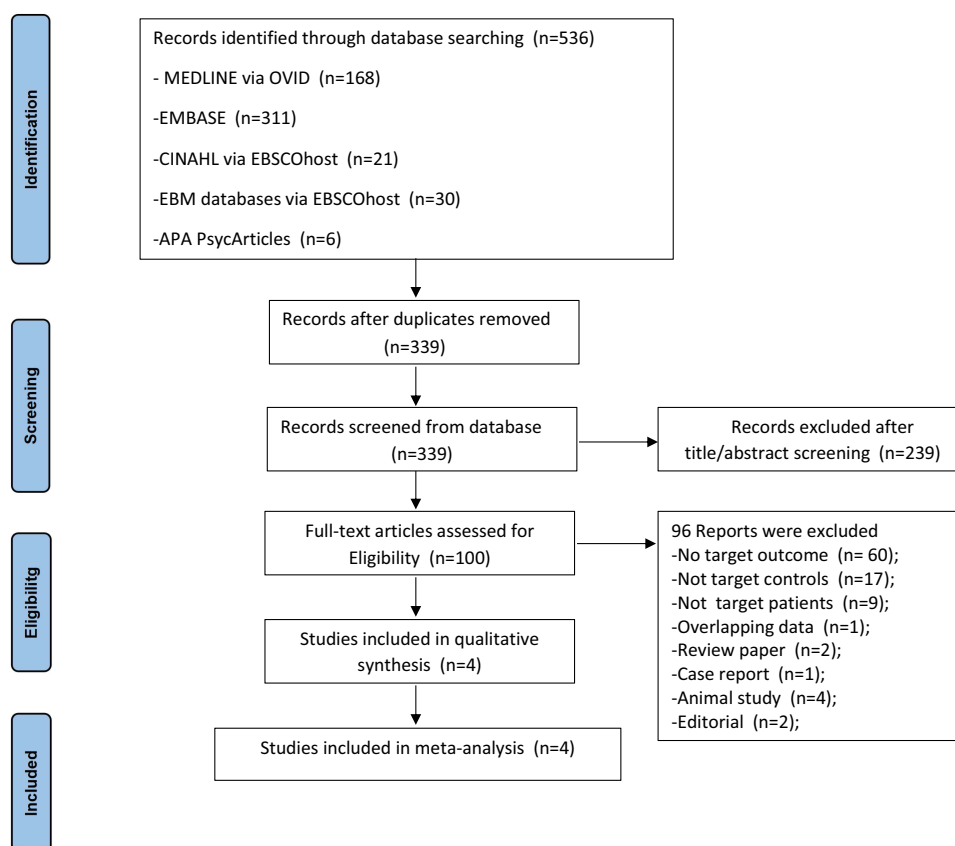 Identification
Records identified through database searching (n=536)
- MEDLINE via OVID (n=168)
-EMBASE (n=311)
-CINAHL via EBSCOhost (n=21)
-EBM databases via EBSCOhost (n=30)
-APA PsycArticles (n=6)
Screening
Records after duplicates removed
(n=339)
Records screened from database
(n=339)
Records excluded after
title/abstract screening (n=239)
Eligibilitg
Full-text articles assessed for
Eligibility (n=100)
96 Reports were excluded
-No target outcome (n= 60);
-Not target controls (n=17);
-Not target patients (n=9);
-Overlapping data (n=1);
-Review paper (n=2);
-Case report (n=1);
-Animal study (n=4);
-Editorial (n=2);
Studies included in qualitative
synthesis (n=4)
Included
Studies included in meta-analysis (n=4)